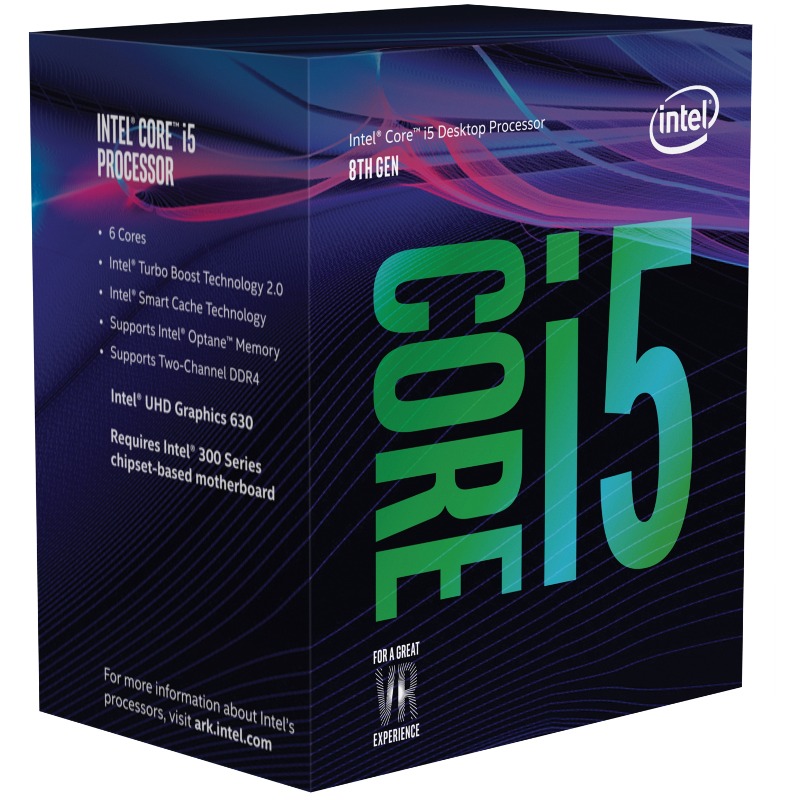 INTEL® CORE™ i5
PROCESSOR
• 6 Cores
• Intel® Turbo Boost Technology 2.0
• Intel® Smart Cache Technology
• Supports Intel® Optane™ Memory
• Supports Two-Channel DDR4
Intel® UHD Graphics 630
Requires Intel® 300 Series
chipset-based motherboard
For more information about Intel's
processors, visit ark.intel.com
Intel® Core™ i5 Desktop Processor
8TH GEN
intel®
CORE i5
FOR A GREAT
VR
EXPERIENCE